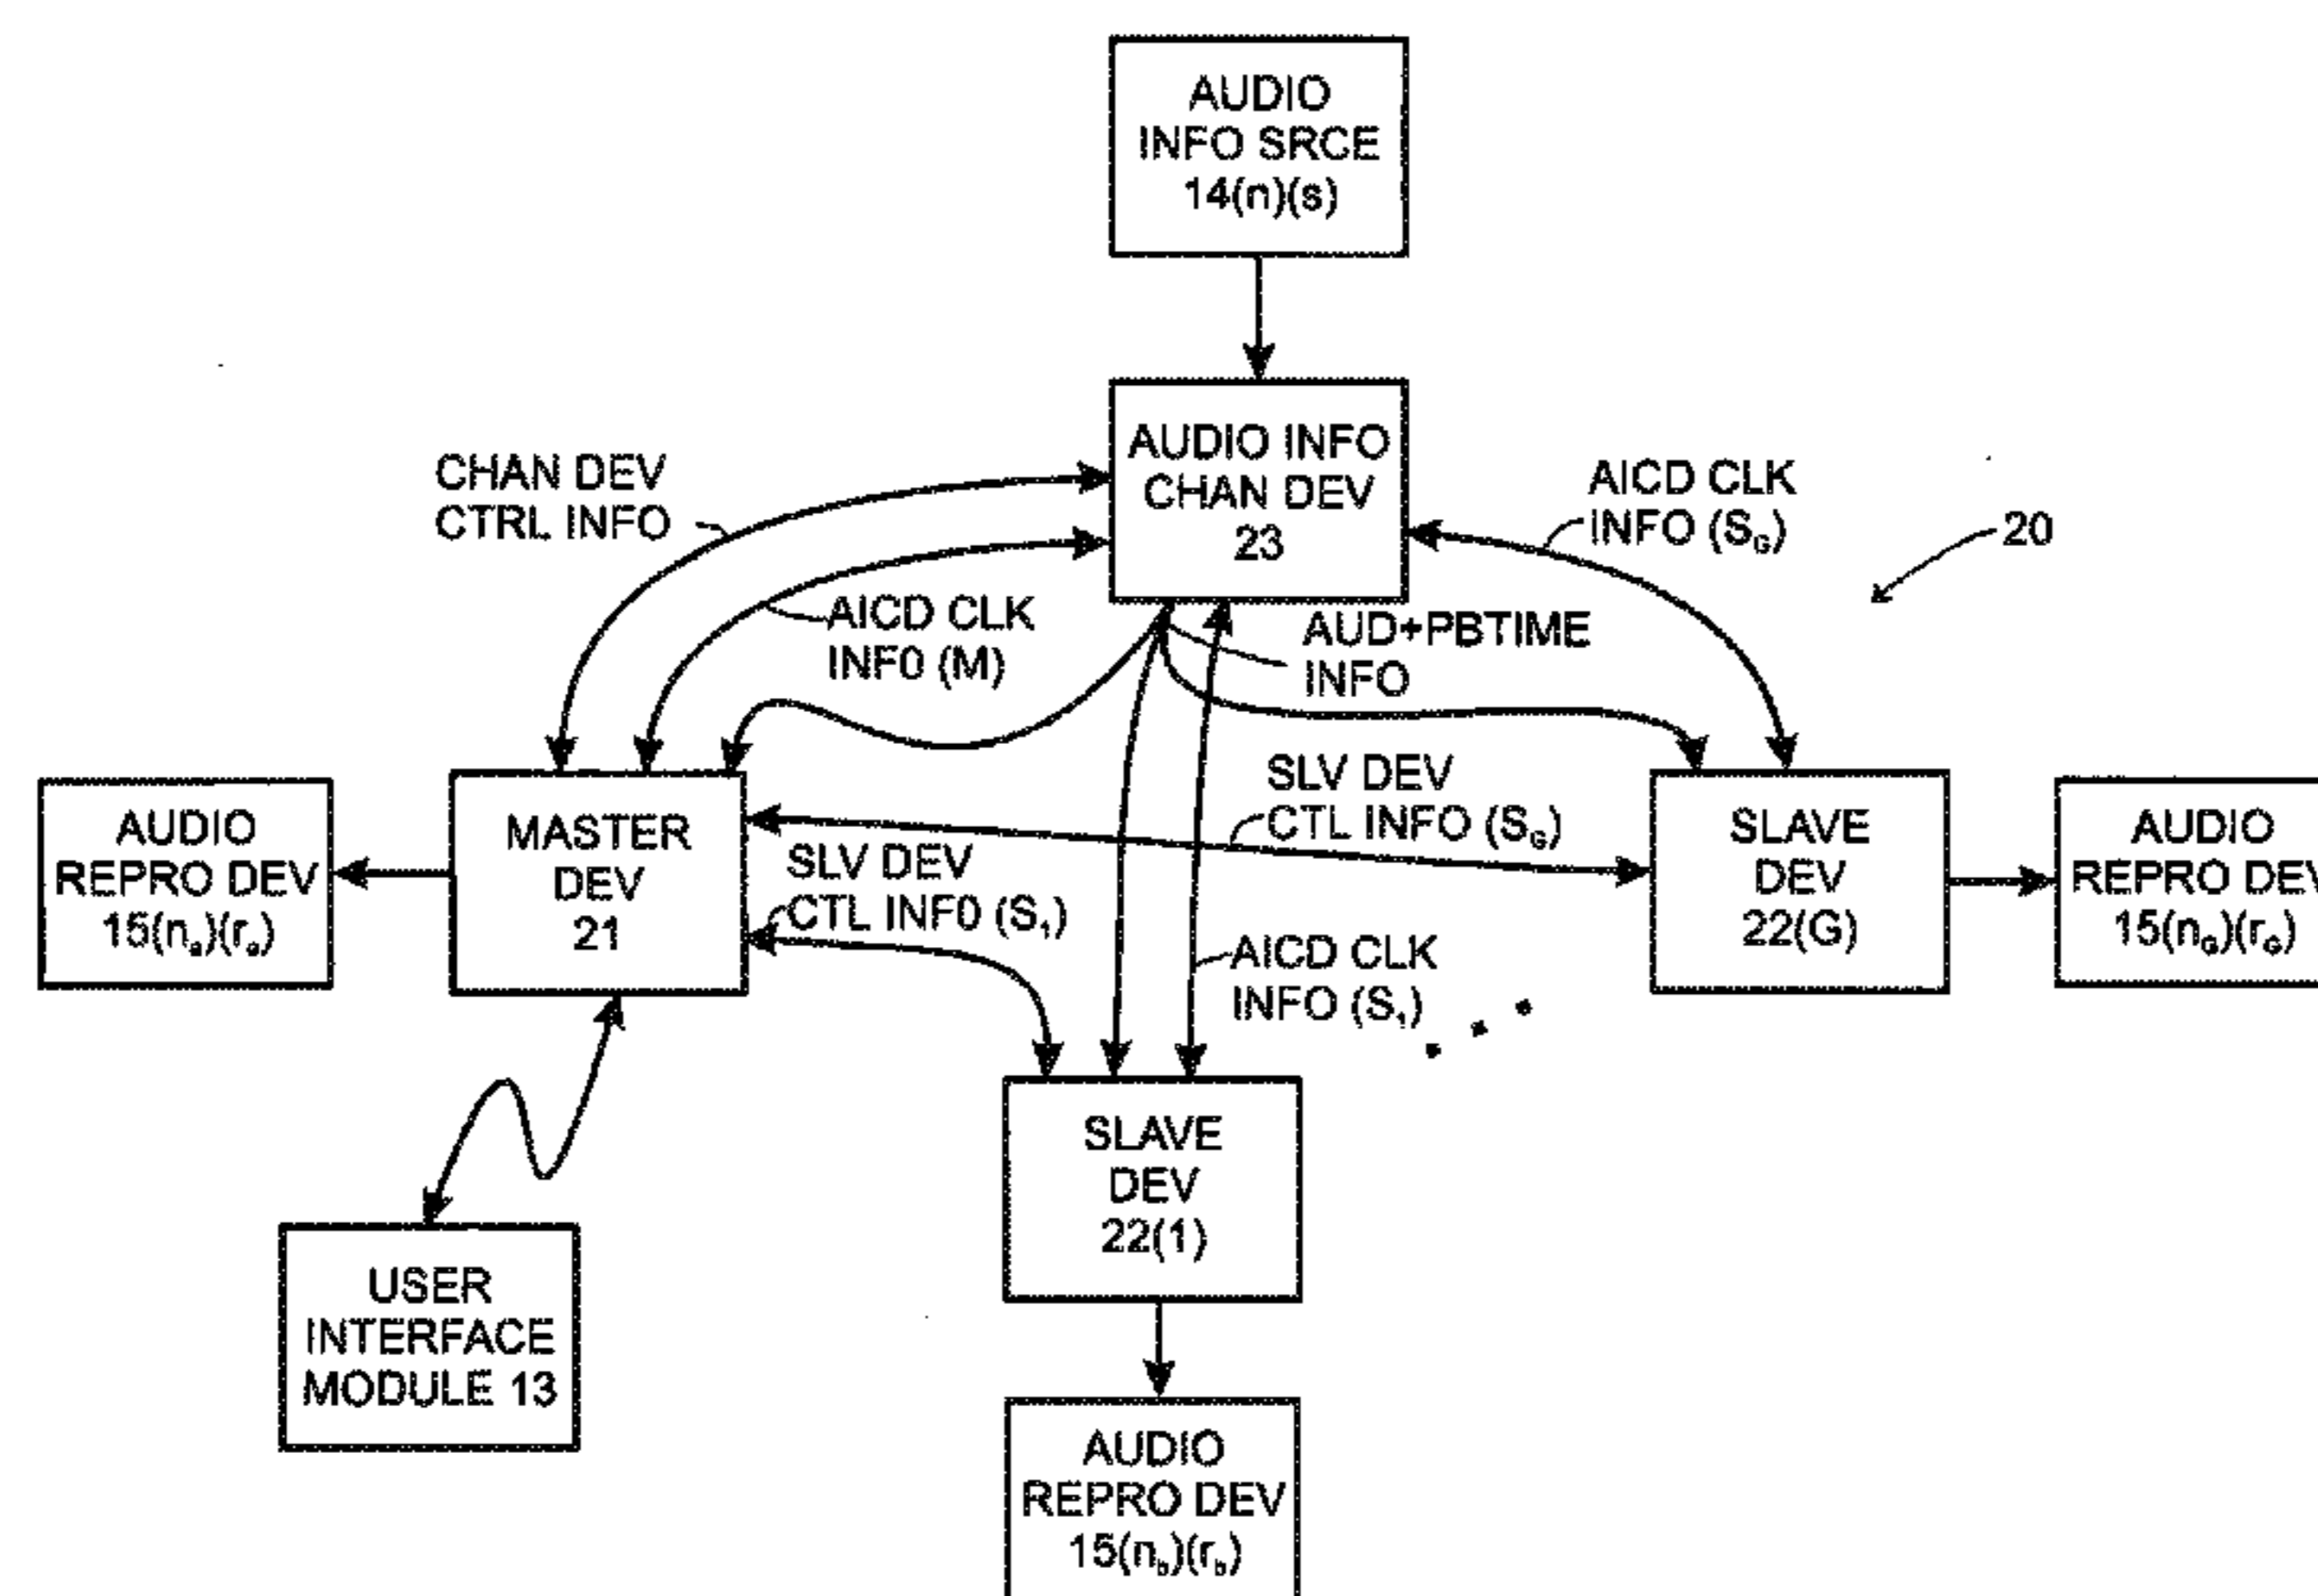 AUDIO
INFO SRCE
14(n)(s)
AUDIO INFO
CHAN DEV
23
CHAN DEV
CTRL INFO
AICD CLK
INFO (S_G)
20
AICD CLK
INF0 (M)
AUD+PBTIME
INFO
SLV DEV
CTL INFO (S_G)
AUDIO
REPRO DEV
15(n_a)(r_a)
MASTER
DEV
21
SLV DEV
CTL INF0 (S_1)
SLAVE
DEV
22(G)
AUDIO
REPRO DEV
15(n_G)(r_G)
AICD CLK
INFO (S_1)
SLAVE
DEV
22(1)
USER
INTERFACE
MODULE 13
AUDIO
REPRO DEV
15(n_b)(r_b)